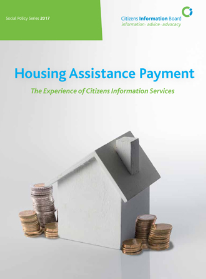 Social Policy Series 2017
Citizens Information Board
information · advice · advocacy
Housing Assistance Payment
The Experience of Citizens Information Services